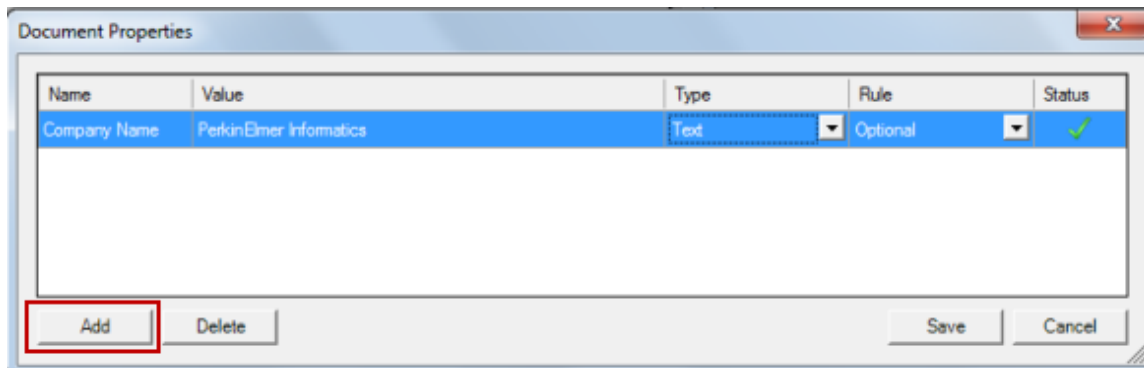 Document Properties
Name Value Type Rule Status
Company Name PerkinElmer Informatics Text Optional
Add Delete Save Cancel